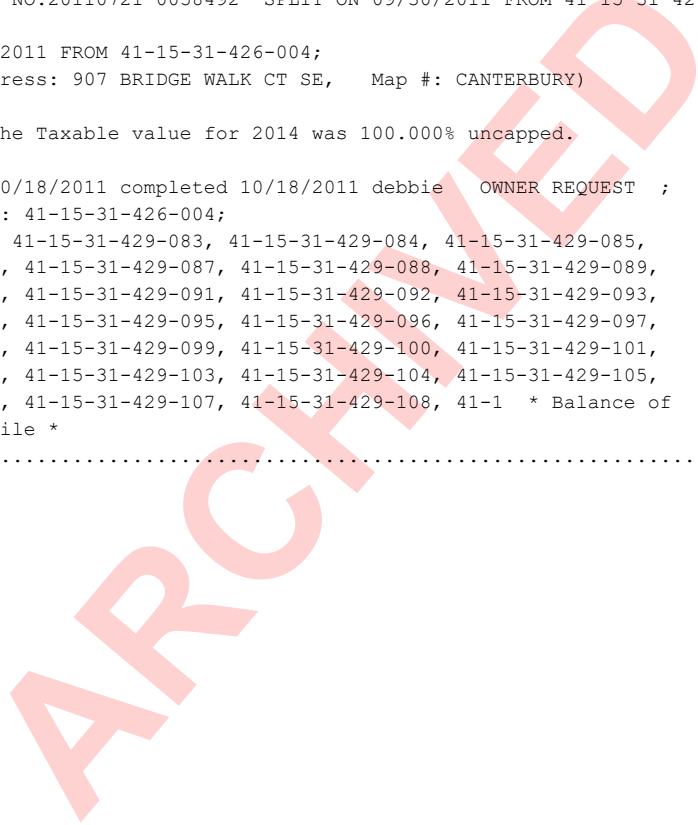 NO.20110721-0058492 SPLIT ON 09/30/2011 FROM 41-15-31-42
2011 FROM 41-15-31-426-004;
ress: 907 BRIDGE WALK CT SE, Map #: CANTERBURY)
he Taxable value for 2014 was 100.000% uncapped.
0/18/2011 completed 10/18/2011 debbie OWNER REQUEST ;
: 41-15-31-426-004;
41-15-31-429-083, 41-15-31-429-084, 41-15-31-429-085,
, 41-15-31-429-087, 41-15-31-429-088, 41-15-31-429-089,
, 41-15-31-429-091, 41-15-31-429-092, 41-15-31-429-093,
, 41-15-31-429-095, 41-15-31-429-096, 41-15-31-429-097,
, 41-15-31-429-099, 41-15-31-429-100, 41-15-31-429-101,
, 41-15-31-429-103, 41-15-31-429-104, 41-15-31-429-105,
, 41-15-31-429-107, 41-15-31-429-108, 41-1 * Balance of
ile *
.........................................................
ARCHIVED